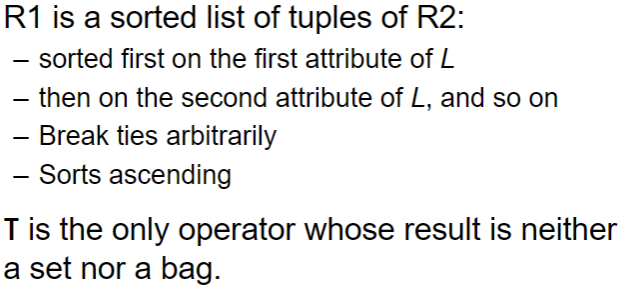 R1 is a sorted list of tuples of R2:
– sorted first on the first attribute of L
– then on the second attribute of L, and so on
– Break ties arbitrarily
– Sorts ascending
T is the only operator whose result is neither
a set nor a bag.